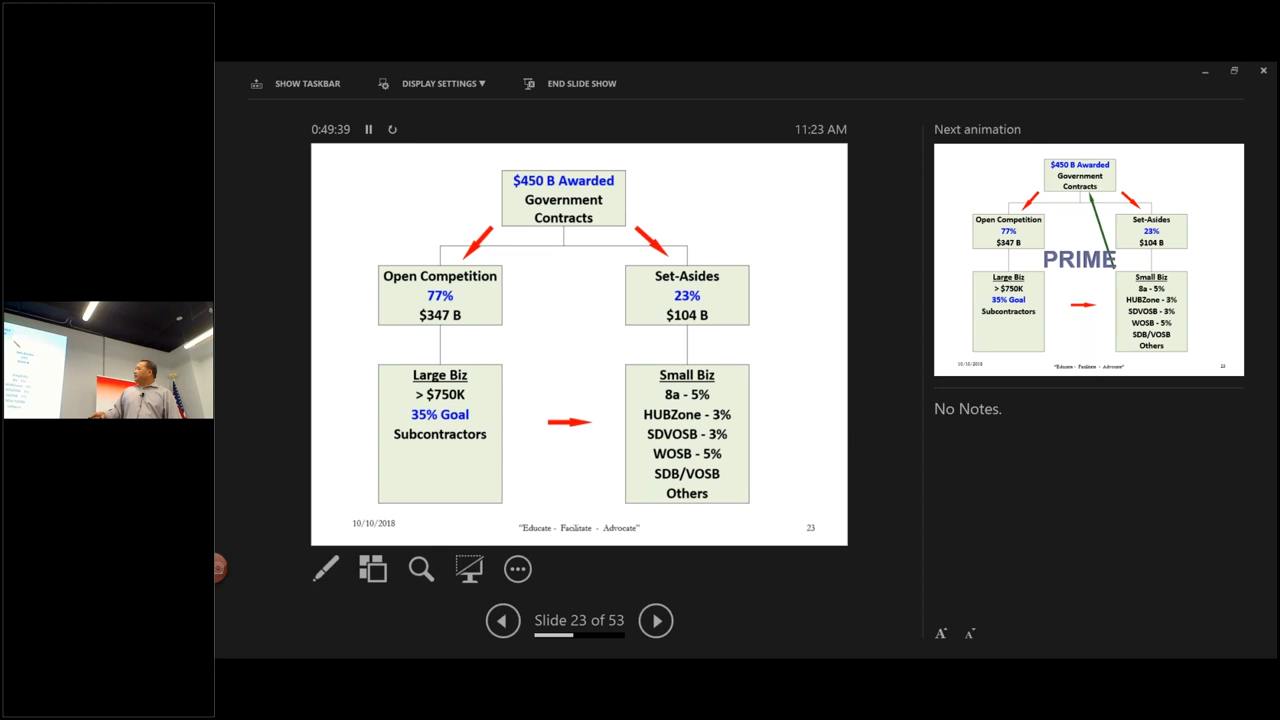 SHOW TASKBAR
DISPLAY SETTINGS ▼
END SLIDE SHOW
0:49:39
11:23 AM
$450 B Awarded
Government
Contracts
Open Competition
77%
$347 B
Set-Asides
23%
$104 B
Large Biz
> $750K
35% Goal
Subcontractors
Small Biz
8a - 5%
HUBZone - 3%
SDVOSB - 3%
WOSB - 5%
SDB/VOSB
Others
10/10/2018
"Educate - Facilitate - Advocate"
23
Slide 23 of 53
Next animation
$450 B Awarded
Government
Contracts
Open Competition
77%
$347 B
Set-Asides
23%
$104 B
PRIME
Large Biz
> $750K
35% Goal
Subcontractors
Small Biz
8a - 5%
HUBZone - 3%
SDVOSB - 3%
WOSB - 5%
SDB/VOSB
Others
10/10/2018
"Educate - Facilitate - Advocate"
23
No Notes.
A A